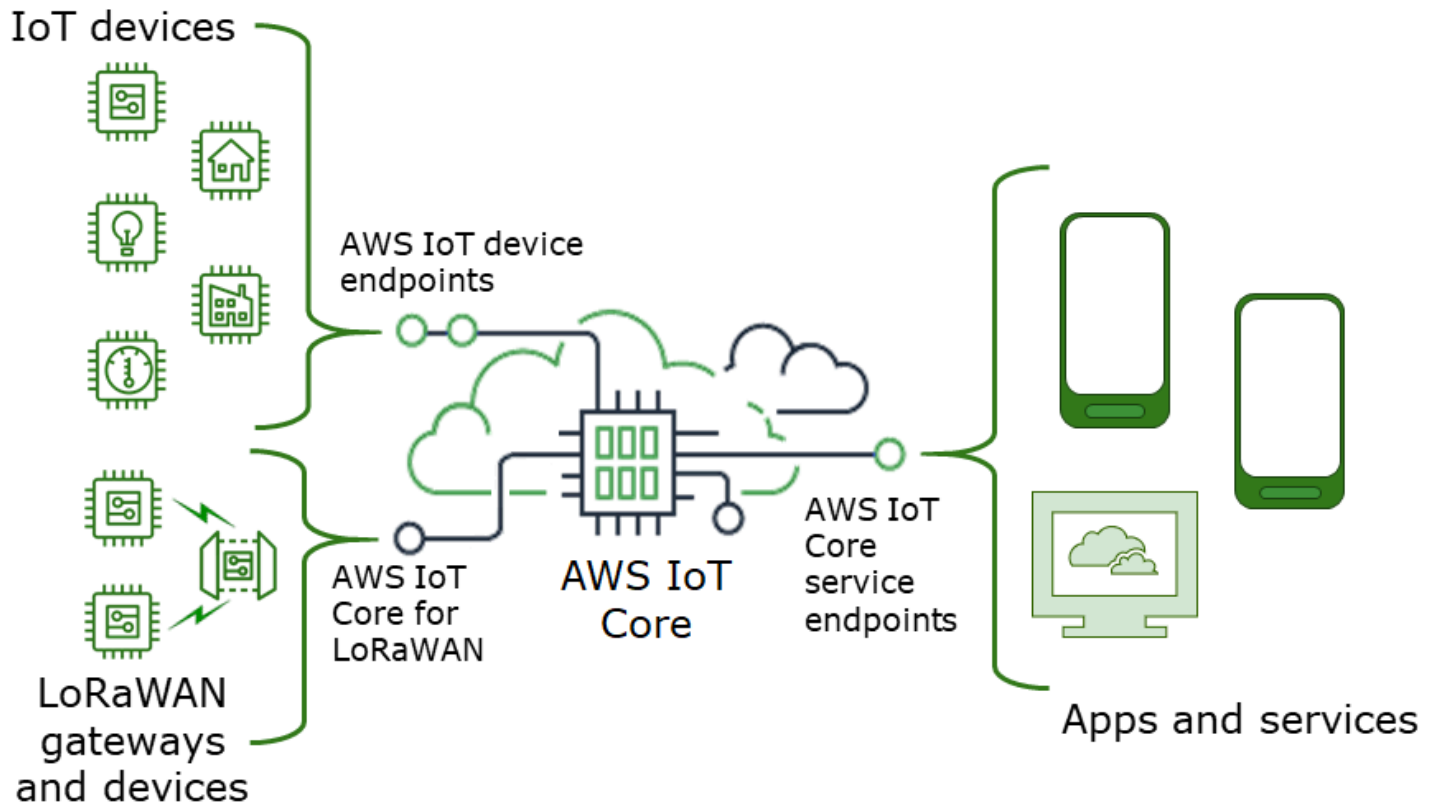 IoT devices
AWS IoT device
endpoints
AWS IoT
Core for
LoRaWAN
AWS IoT
Core
AWS IoT
Core
service
endpoints
LoRaWAN
gateways
and devices
Apps and services